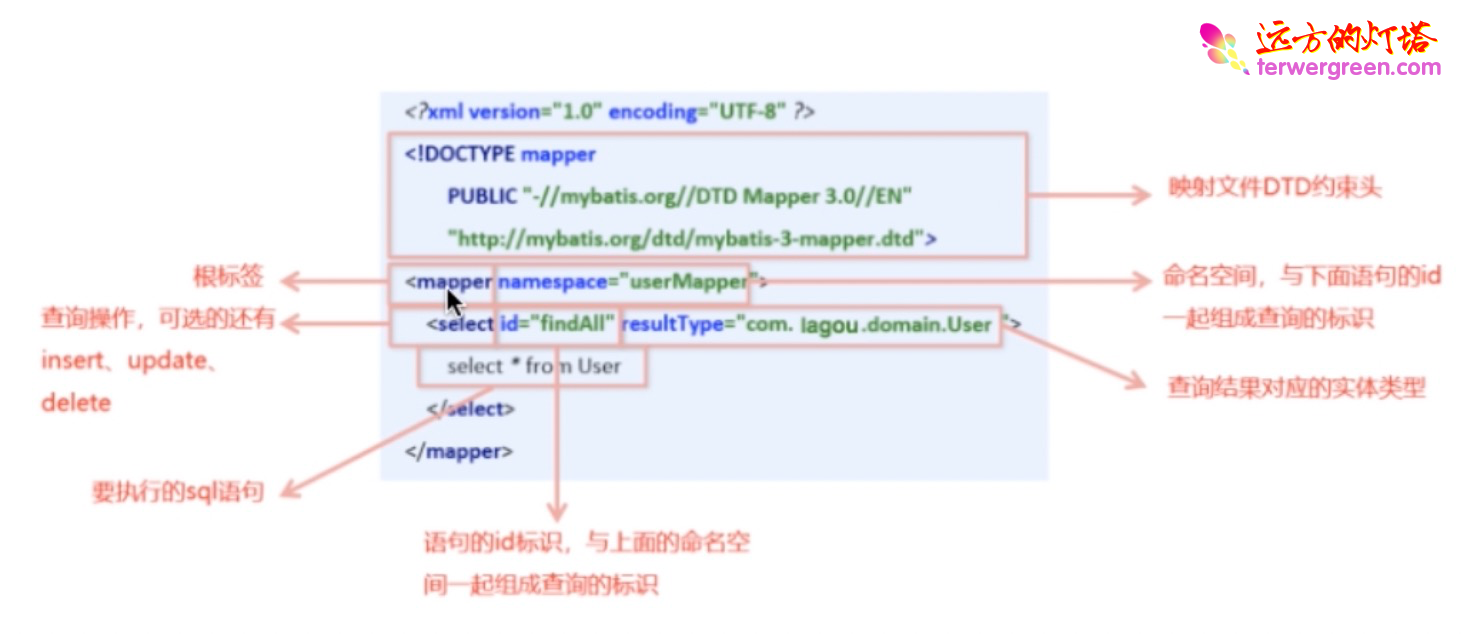 远方的灯塔
terwergreen.com
<?xml version="1.0" encoding="UTF-8" ?>
<!DOCTYPE mapper
PUBLIC "-//mybatis.org//DTD Mapper 3.0//EN"
"http://mybatis.org/dtd/mybatis-3-mapper.dtd">
映射文件DTD约束头
根标签
<mapper namespace="userMapper">
命名空间，与下面语句的id
一起组成查询的标识
查询操作，可选的还有
insert、update、
delete
<select id="findAll" resultType="com. lagou.domain.User ">
select * from User
</select>
</mapper>
查询结果对应的实体类型
要执行的sql语句
语句的id标识，与上面的命名空
间一起组成查询的标识